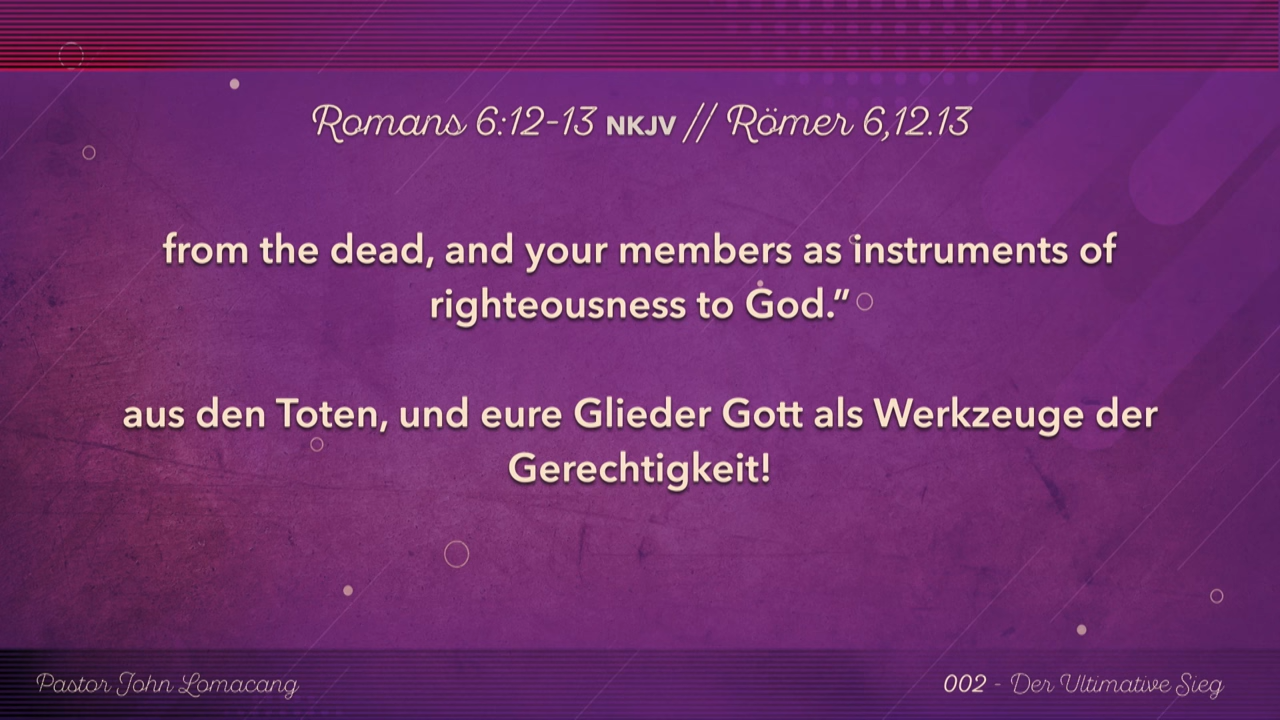 Romans 6:12-13 NKJV // Römer 6,12.13
from the dead, and your members as instruments of
righteousness to God.”
aus den Toten, und eure Glieder Gott als Werkzeuge der
Gerechtigkeit!
Pastor John Lomacang
002 - Der Ultimative Sieg